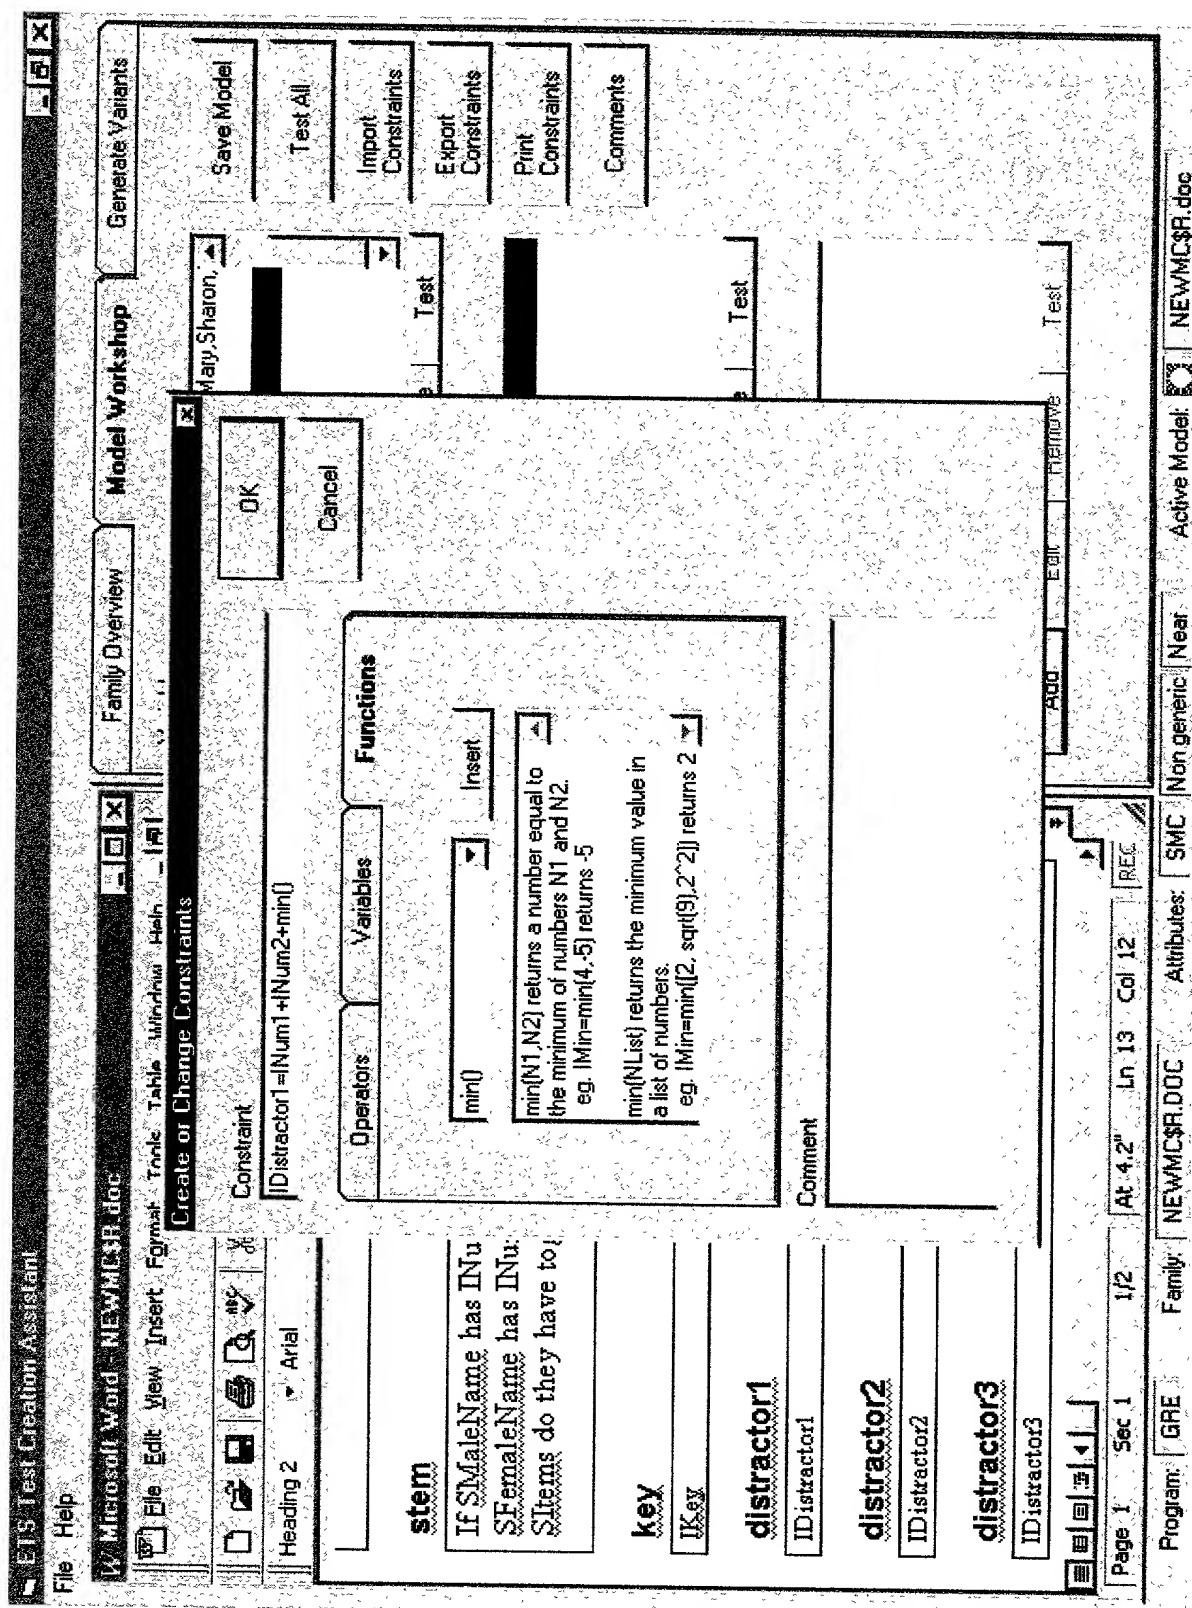 ETS Test Creation Assistant
File Help
Family Overview
Model Workshop
Generate Variants
Microsoft Word - NEWMC$R.doc
File Edit View Insert Format Tools Table Window Help
Heading 2
Arial
stem
If SMaleName has INu
SFemaleName has INu
SItems do they have to
key
IKey
distractor1
IDistractor1
distractor2
IDistractor2
distractor3
IDistractor3
Page 1 Sec 1 1/2 At 4.2" Ln 13 Col 12 REC
Create or Change Constraints
Constraint
IDistractor1=INum1+INum2+min()
OK
Cancel
Operators
Variables
Functions
min()
Insert
min(N1,N2) returns a number equal to
the minimum of numbers N1 and N2.
eg. IMin=min(4,-5) returns -5
min(NList) returns the minimum value in
a list of numbers.
eg. IMin=min([2, sqrt(9),2^2]) returns 2
Comment
Mary,Sharon,
e Test
e Test
Add Edit Remove Test
Save Model
Test All
Import
Constraints
Export
Constraints
Print
Constraints
Comments
Program: GRE Family: NEWMC$R.DOC Attributes: SMC Non generic Near Active Model: NEWMC$R.doc